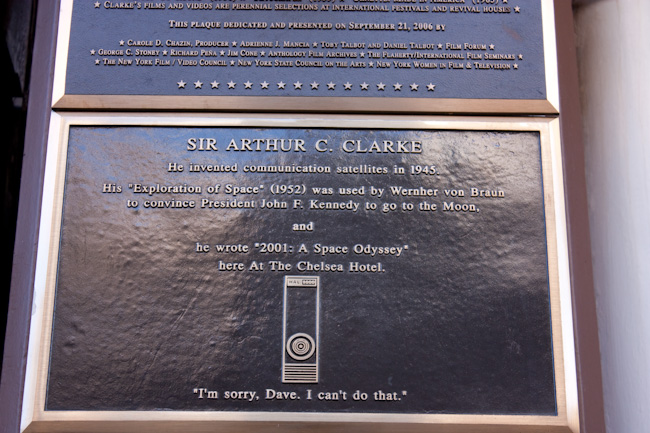 ★ Clarke's films and videos are perennial selections at international festivals and revival houses. ★
This plaque dedicated and presented on September 21, 2006 by
★ Carole D. Chazin, Producer ★ Adrienne J. Mancia ★ Toby Talbot and Daniel Talbot ★ Film Forum ★
★ George C. Stoney ★ Richard Peña ★ Jim Cone ★ Anthology Film Archives ★ The Flaherty/International Film Seminars ★
★ The New York Film / Video Council ★ New York State Council on the Arts ★ New York Women in Film & Television ★
SIR ARTHUR C. CLARKE
He invented communication satellites in 1945.
His "Exploration of Space" (1952) was used by Wernher von Braun
to convince President John F. Kennedy to go to the Moon,
and
he wrote "2001: A Space Odyssey"
here At The Chelsea Hotel.
HAL 9000
"I'm sorry, Dave. I can't do that."